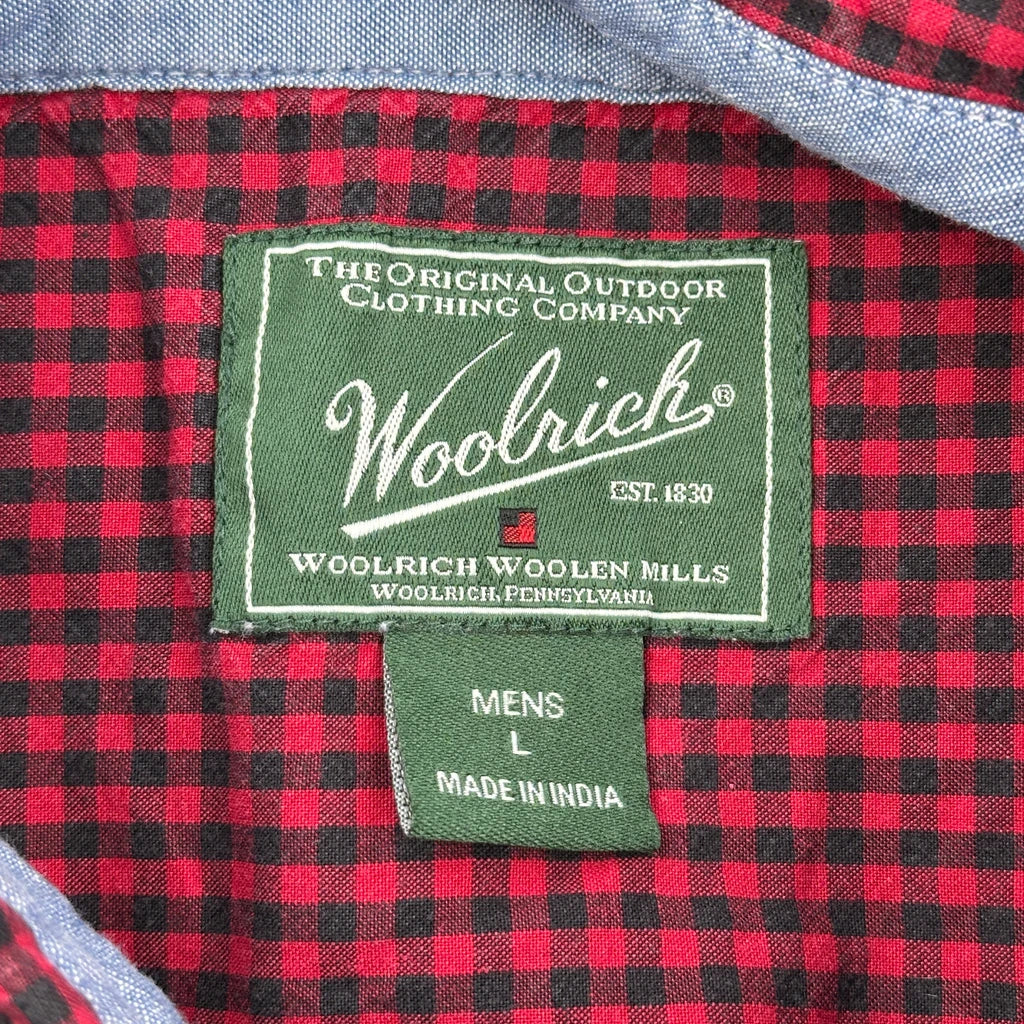 THE ORIGINAL OUTDOOR
CLOTHING COMPANY
Woolrich®
EST. 1830
WOOLRICH WOOLEN MILLS
WOOLRICH, PENNSYLVANIA
MENS
L
MADE IN INDIA